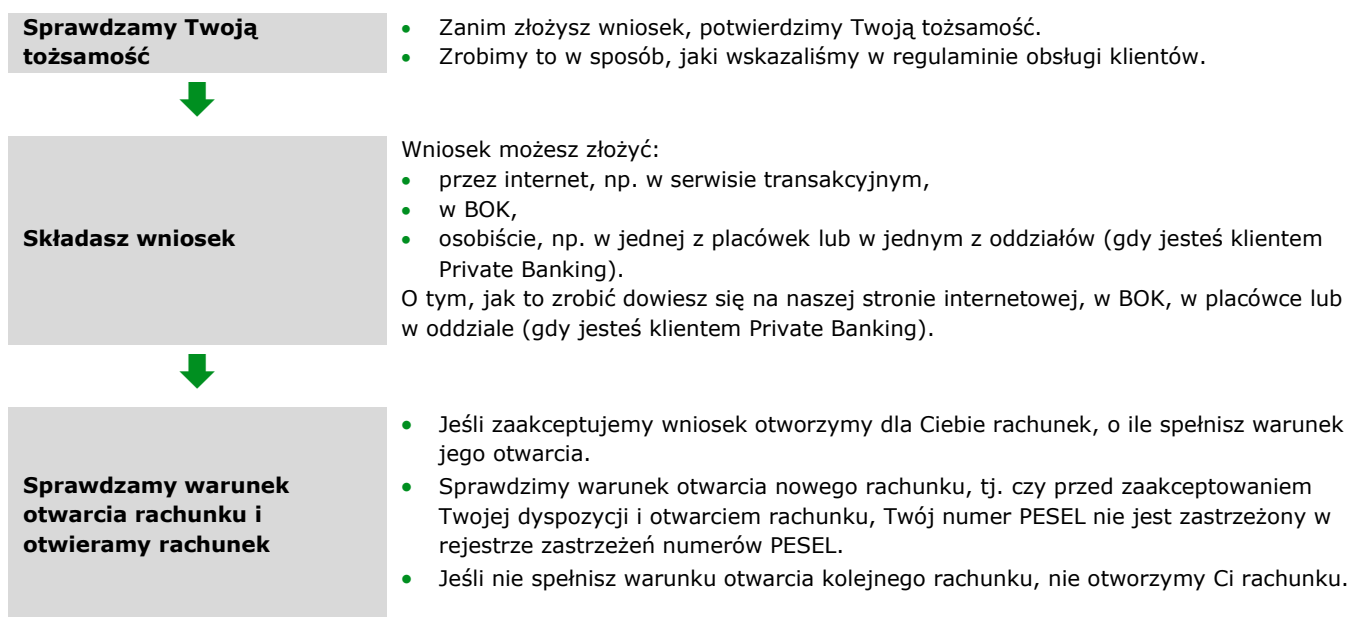 Sprawdzamy Twoją
tożsamość
• Zanim złożysz wniosek, potwierdzimy Twoją tożsamość.
• Zrobimy to w sposób, jaki wskazaliśmy w regulaminie obsługi klientów.
Składasz wniosek
Wniosek możesz złożyć:
• przez internet, np. w serwisie transakcyjnym,
• w BOK,
• osobiście, np. w jednej z placówek lub w jednym z oddziałów (gdy jesteś klientem
Private Banking).
O tym, jak to zrobić dowiesz się na naszej stronie internetowej, w BOK, w placówce lub
w oddziale (gdy jesteś klientem Private Banking).
Sprawdzamy warunek
otwarcia rachunku i
otwieramy rachunek
• Jeśli zaakceptujemy wniosek otworzymy dla Ciebie rachunek, o ile spełnisz warunek
jego otwarcia.
• Sprawdzimy warunek otwarcia nowego rachunku, tj. czy przed zaakceptowaniem
Twojej dyspozycji i otwarciem rachunku, Twój numer PESEL nie jest zastrzeżony w
rejestrze zastrzeżeń numerów PESEL.
• Jeśli nie spełnisz warunku otwarcia kolejnego rachunku, nie otworzymy Ci rachunku.